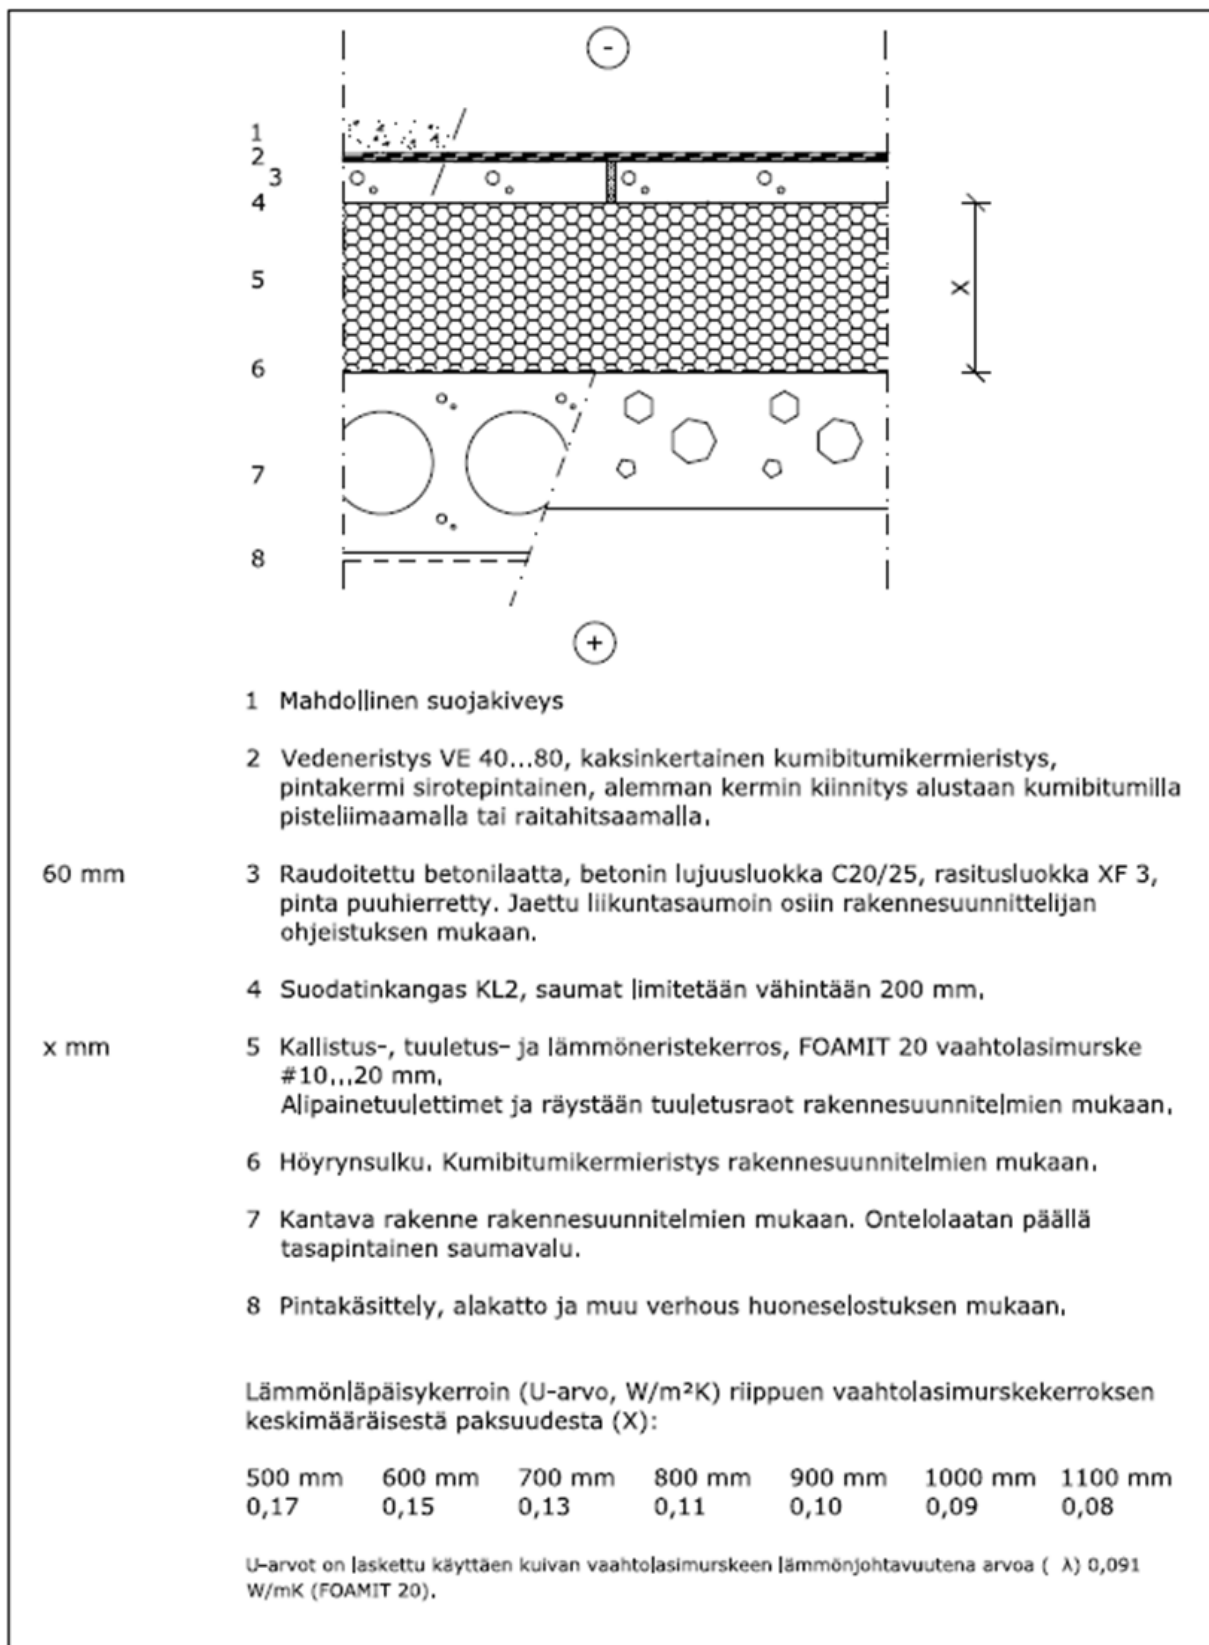 -
1
2
3
4
5
X
6
7
8
+
1 Mahdollinen suojakiveys
2 Vedeneristys VE 40...80, kaksinkertainen kumibitumikermieristys,
pintakermi sirotepintainen, alemman kermin kiinnitys alustaan kumibitumilla
pisteliimaamalla tai raitahitsaamalla.
60 mm 3 Raudoitettu betonilaatta, betonin lujuusluokka C20/25, rasitusluokka XF 3,
pinta puuhierretty. Jaettu liikuntasaumoin osiin rakennesuunnittelijan
ohjeistuksen mukaan.
4 Suodatinkangas KL2, saumat limitetään vähintään 200 mm.
x mm 5 Kallistus-, tuuletus- ja lämmöneristekerros, FOAMIT 20 vaahtolasimurske
#10...20 mm.
Alipainetuulettimet ja räystään tuuletusraot rakennesuunnitelmien mukaan.
6 Höyrynsulku. Kumibitumikermieristys rakennesuunnitelmien mukaan.
7 Kantava rakenne rakennesuunnitelmien mukaan. Ontelolaatan päällä
tasapintainen saumavalu.
8 Pintakäsittely, alakatto ja muu verhous huoneselostuksen mukaan.
Lämmönläpäisykerroin (U-arvo, W/m²K) riippuen vaahtolasimurskekerroksen
keskimääräisestä paksuudesta (X):
500 mm 600 mm 700 mm 800 mm 900 mm 1000 mm 1100 mm
0,17 0,15 0,13 0,11 0,10 0,09 0,08
U-arvot on laskettu käyttäen kuivan vaahtolasimurskeen lämmönjohtavuutena arvoa ( λ) 0,091
W/mK (FOAMIT 20).